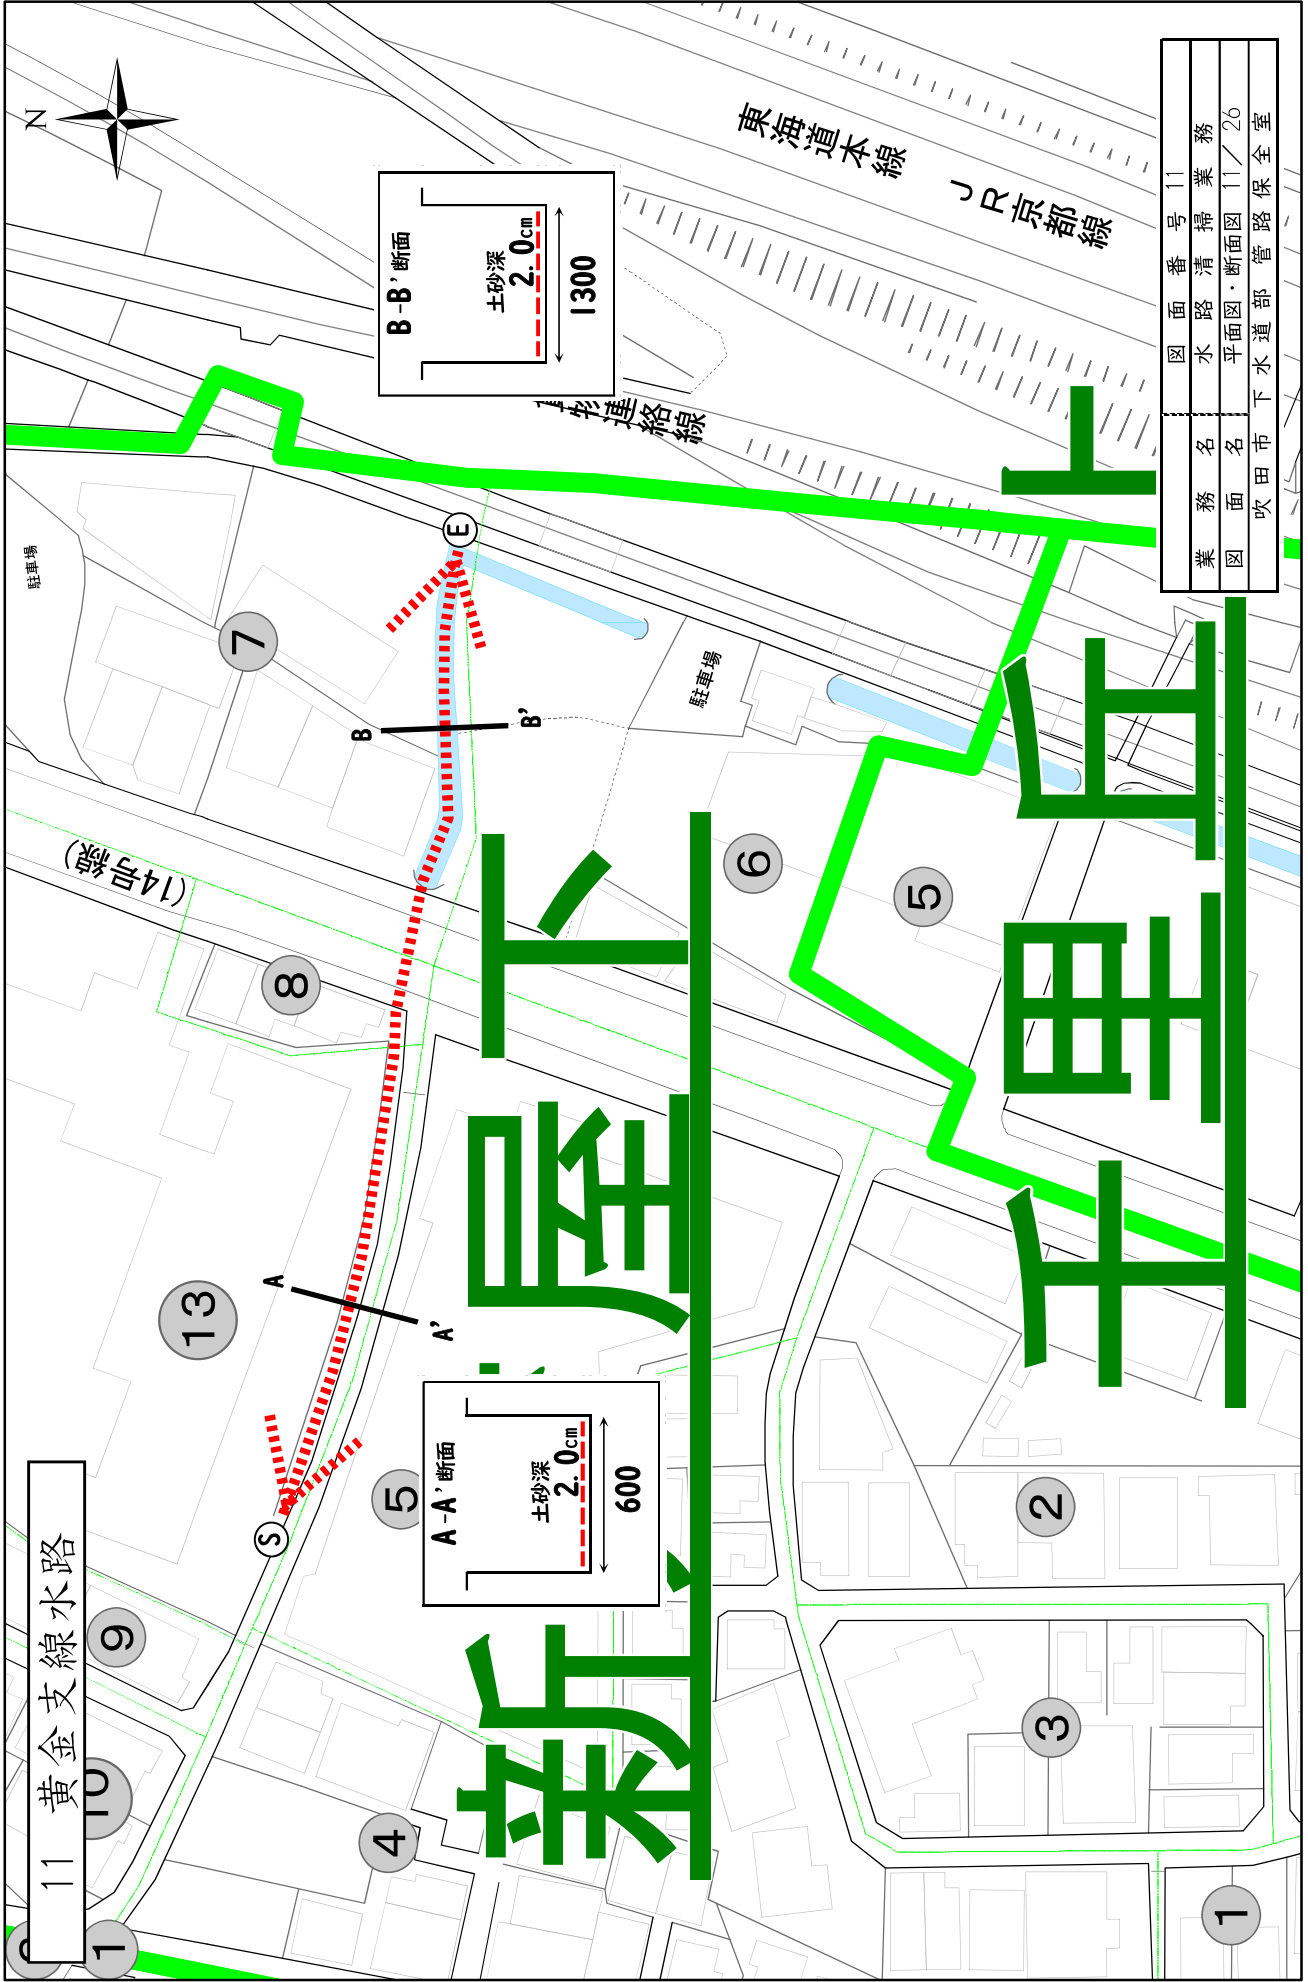 11 黄金支線水路
N
東海道本線
JR京都線
連絡線
駐車場
駐車場
(14号線)
B-B'断面
土砂深
2.0cm
1300
A-A'断面
土砂深
2.0cm
600
S
E
A
A'
B
B'
7
8
13
9
10
1
4
5
6
5
2
3
1
千里丘上
図面番号 11
業務名 水路清掃業務
図面名 平面図・断面図 11/26
吹田市 下水道部 管路保全室